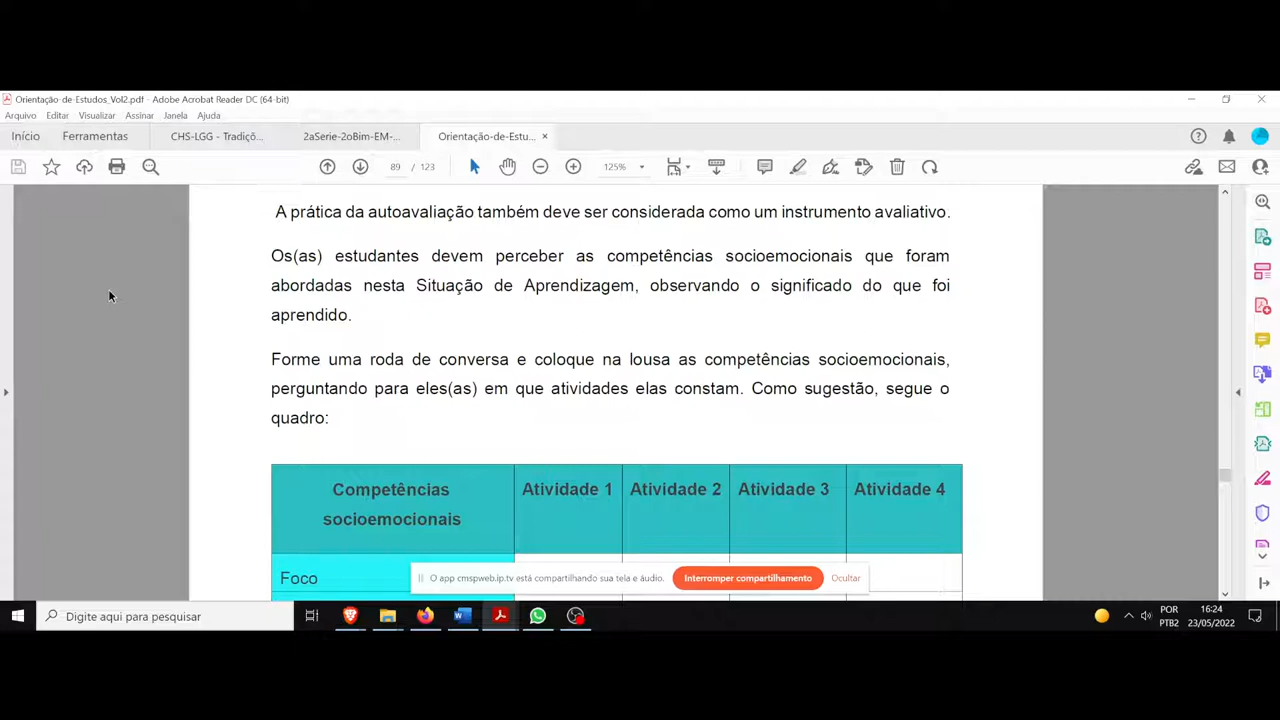 Orientação-de-Estudos_Vol2.pdf - Adobe Acrobat Reader DC (64-bit)
Arquivo Editar Visualizar Assinar Janela Ajuda
Início Ferramentas CHS-LGG - Tradiçõ... 2aSerie-2oBim-EM-... Orientação-de-Estu... ×
89 / 123 125%
A prática da autoavaliação também deve ser considerada como um instrumento avaliativo.
Os(as) estudantes devem perceber as competências socioemocionais que foram
abordadas nesta Situação de Aprendizagem, observando o significado do que foi
aprendido.
Forme uma roda de conversa e coloque na lousa as competências socioemocionais,
perguntando para eles(as) em que atividades elas constam. Como sugestão, segue o
quadro:
Competências Atividade 1 Atividade 2 Atividade 3 Atividade 4
socioemocionais
Foco
O app cmspweb.ip.tv está compartilhando sua tela e áudio. Interromper compartilhamento Ocultar
Digite aqui para pesquisar
POR 16:24
PTB2 23/05/2022